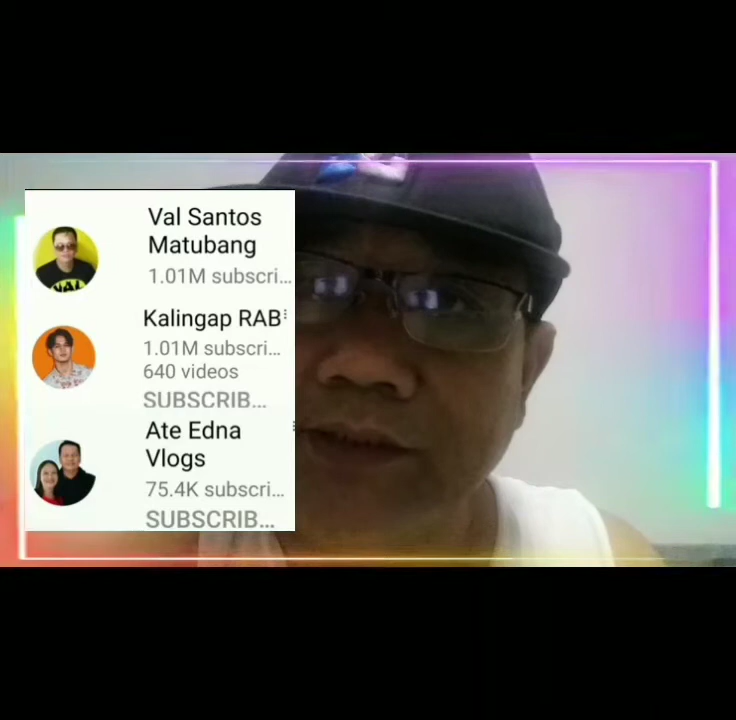 Val Santos
Matubang
1.01M subscri...
Kalingap RAB
1.01M subscri...
640 videos
SUBSCRIB...
Ate Edna
Vlogs
75.4K subscri...
SUBSCRIB...